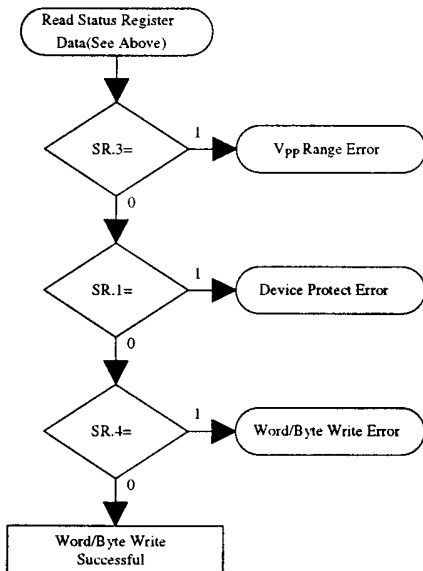 Read Status Register
Data(See Above)
SR.3=
1
VPP Range Error
0
SR.1=
1
Device Protect Error
0
SR.4=
1
Word/Byte Write Error
0
Word/Byte Write
Successful